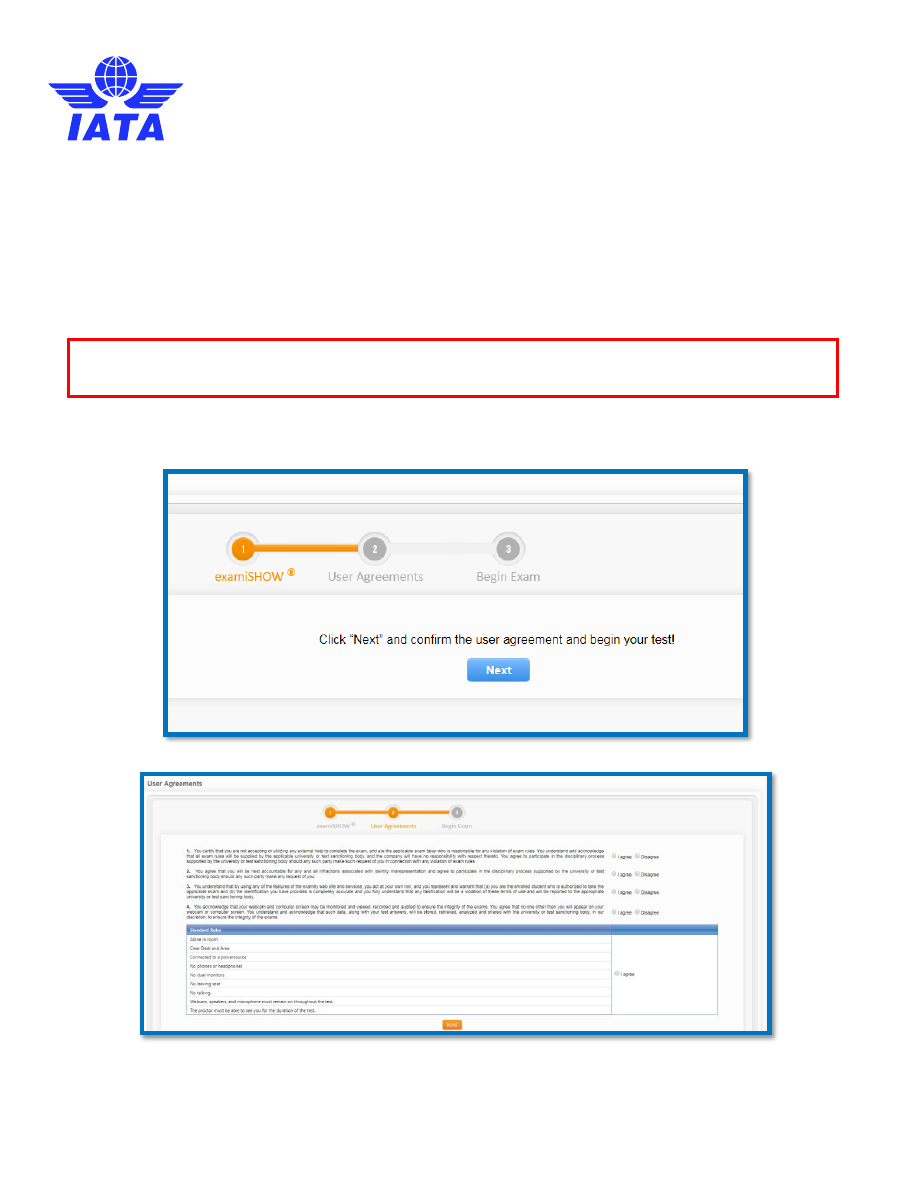 IATA
1
2
3
examiSHOW ®
User Agreements
Begin Exam
Click “Next” and confirm the user agreement and begin your test!
Next
User Agreements
1
2
3
examiSHOW ®
User Agreements
Begin Exam
1. You certify that you are not accepting or utilizing any external help to complete the exam, and are the applicable exam taker who is responsible for any violation of exam rules. You understand and acknowledge
that all exam rules will be supplied by the applicable university or test sanctioning body, and the company will have no responsibility with respect thereto. You agree to participate in the disciplinary process
supported by the university or test sanctioning body should any such party make such request of you in connection with any violation of exam rules.
I agree Disagree
2. You agree that you will be held accountable for any and all infractions associated with identity misrepresentation and agree to participate in the disciplinary process supported by the university or test
sanctioning body should any such party make any request of you.
I agree Disagree
3. You understand that by using any of the features of the examity web site and services, you act at your own risk, and you represent and warrant that (a) you are the enrolled student who is authorized to take the
applicable exam and (b) the identification you have provided is completely accurate and you fully understand that any falsification will be a violation of these terms of use and will be reported to the appropriate
university or test sanctioning body.
I agree Disagree
4. You acknowledge that your webcam and computer screen may be monitored and viewed, recorded and audited to ensure the integrity of the exams. You agree that no one other than you will appear on your
webcam or computer screen. You understand and acknowledge that such data, along with your test answers, will be stored, retrieved, analyzed and shared with the university or test sanctioning body, in our
discretion, to ensure the integrity of the exams.
I agree Disagree
Standard Rules
Alone in room
Clear Desk and Area
Connected to a power source
No phones or headphones
No dual monitors
No leaving seat
No talking
Webcam, speakers, and microphone must remain on throughout the test.
The proctor must be able to see you for the duration of the test.
I agree
Next